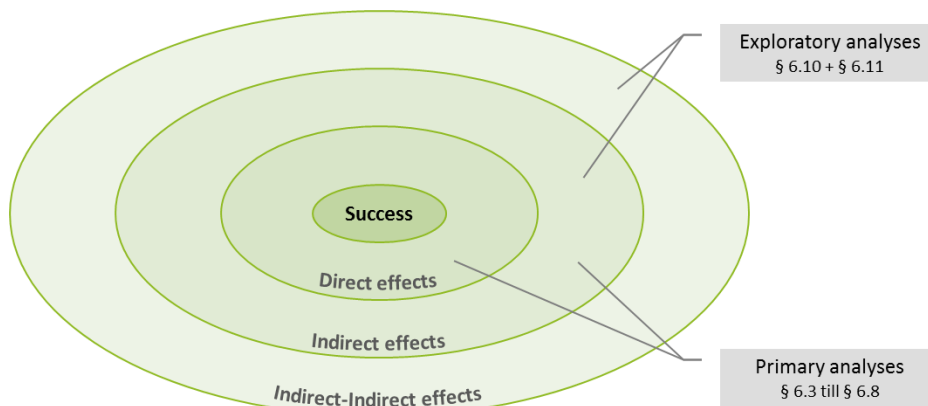 Exploratory analyses
§ 6.10 + § 6.11
Success
Direct effects
Indirect effects
Indirect-Indirect effects
Primary analyses
§ 6.3 till § 6.8